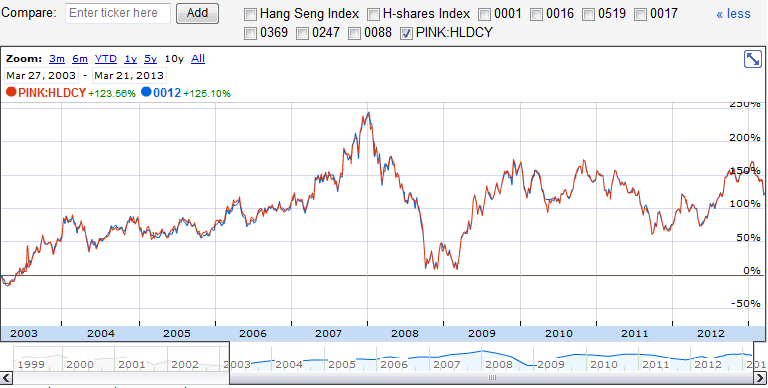 Compare: Enter ticker here Add Hang Seng Index H-shares Index 0001 0016 0519 0017 « less
0369 0247 0088 PINK:HLDCY
Zoom: 3m 6m YTD 1y 5y 10y All
Mar 27, 2003 - Mar 21, 2013
PINK:HLDCY +123.56% 0012 +125.10%
250%
200%
150%
100%
50%
0%
-50%
2003 2004 2005 2006 2007 2008 2009 2010 2011 2012
1999 2000 2001 2002 2003 2004 2005 2006 2007 2008 2009 2010 2011 2012